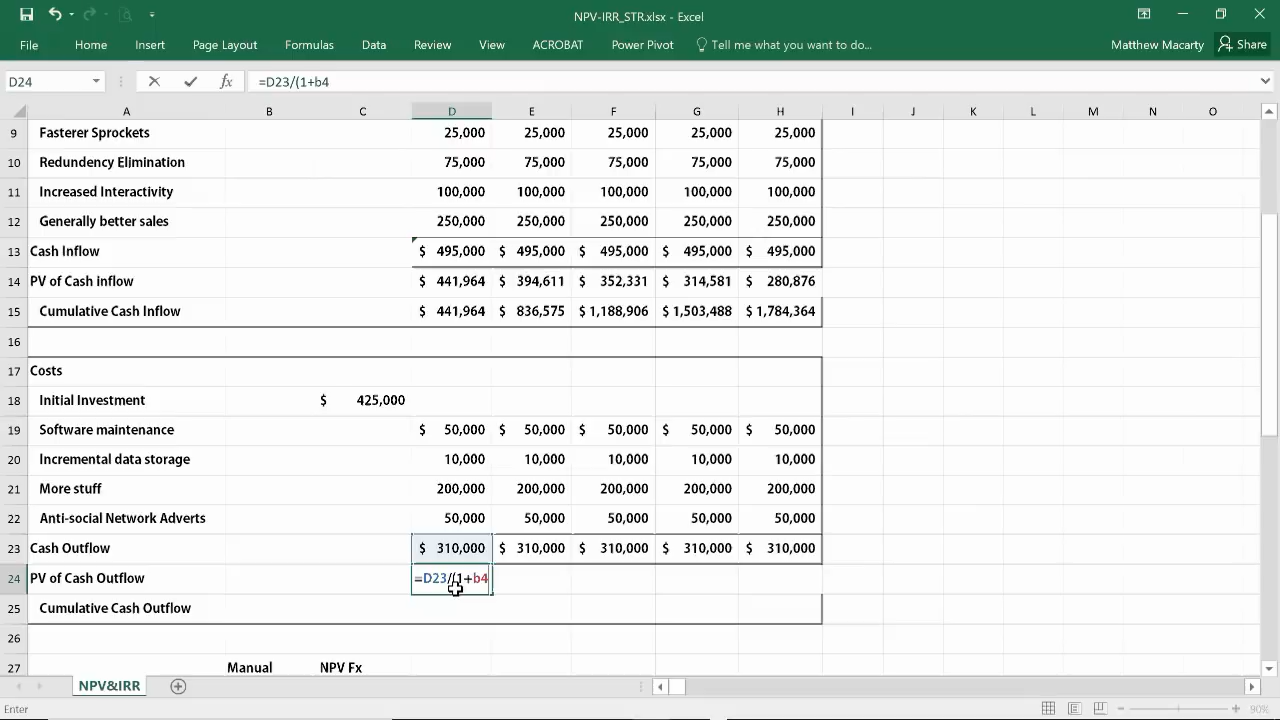 NPV-IRR_STR.xlsx - Excel
File Home Insert Page Layout Formulas Data Review View ACROBAT Power Pivot Tell me what you want to do... Matthew Macarty Share
D24 fx =D23/(1+b4
A B C D E F G H I J K L M N O
9 Fasterer Sprockets 25,000 25,000 25,000 25,000 25,000
10 Redundency Elimination 75,000 75,000 75,000 75,000 75,000
11 Increased Interactivity 100,000 100,000 100,000 100,000 100,000
12 Generally better sales 250,000 250,000 250,000 250,000 250,000
13 Cash Inflow $ 495,000 $ 495,000 $ 495,000 $ 495,000 $ 495,000
14 PV of Cash inflow $ 441,964 $ 394,611 $ 352,331 $ 314,581 $ 280,876
15 Cumulative Cash Inflow $ 441,964 $ 836,575 $ 1,188,906 $ 1,503,488 $ 1,784,364
16
17 Costs
18 Initial Investment $ 425,000
19 Software maintenance $ 50,000 $ 50,000 $ 50,000 $ 50,000 $ 50,000
20 Incremental data storage 10,000 10,000 10,000 10,000 10,000
21 More stuff 200,000 200,000 200,000 200,000 200,000
22 Anti-social Network Adverts 50,000 50,000 50,000 50,000 50,000
23 Cash Outflow $ 310,000 $ 310,000 $ 310,000 $ 310,000 $ 310,000
24 PV of Cash Outflow =D23/(1+b4
25 Cumulative Cash Outflow
26
27 Manual NPV Fx
NPV&IRR
Enter 90%